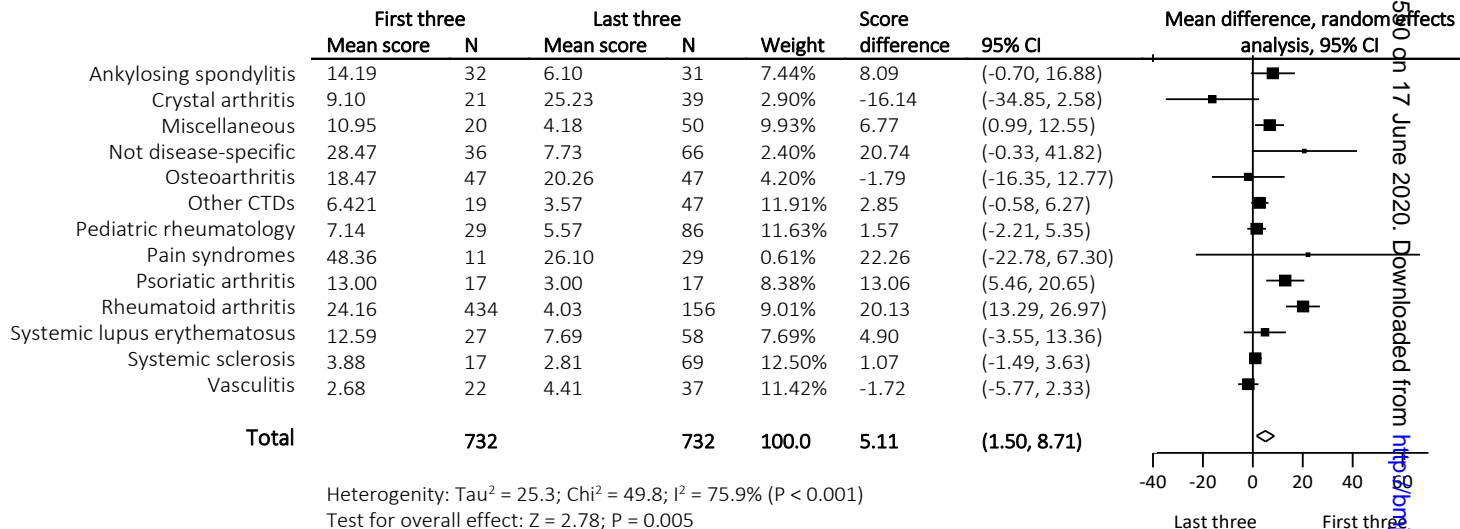 First three Last three Score Mean difference, random effects
Mean score N Mean score N Weight difference 95% CI analysis, 95% CI
Ankylosing spondylitis 14.19 32 6.10 31 7.44% 8.09 (-0.70, 16.88)
Crystal arthritis 9.10 21 25.23 39 2.90% -16.14 (-34.85, 2.58)
Miscellaneous 10.95 20 4.18 50 9.93% 6.77 (0.99, 12.55)
Not disease-specific 28.47 36 7.73 66 2.40% 20.74 (-0.33, 41.82)
Osteoarthritis 18.47 47 20.26 47 4.20% -1.79 (-16.35, 12.77)
Other CTDs 6.421 19 3.57 47 11.91% 2.85 (-0.58, 6.27)
Pediatric rheumatology 7.14 29 5.57 86 11.63% 1.57 (-2.21, 5.35)
Pain syndromes 48.36 11 26.10 29 0.61% 22.26 (-22.78, 67.30)
Psoriatic arthritis 13.00 17 3.00 17 8.38% 13.06 (5.46, 20.65)
Rheumatoid arthritis 24.16 434 4.03 156 9.01% 20.13 (13.29, 26.97)
Systemic lupus erythematosus 12.59 27 7.69 58 7.69% 4.90 (-3.55, 13.36)
Systemic sclerosis 3.88 17 2.81 69 12.50% 1.07 (-1.49, 3.63)
Vasculitis 2.68 22 4.41 37 11.42% -1.72 (-5.77, 2.33)
Total 732 732 100.0 5.11 (1.50, 8.71)
-40 -20 0 20 40 60
Heterogenity: Tau² = 25.3; Chi² = 49.8; I² = 75.9% (P < 0.001)
Test for overall effect: Z = 2.78; P = 0.005
Last three First three
on 17 June 2020. Downloaded from